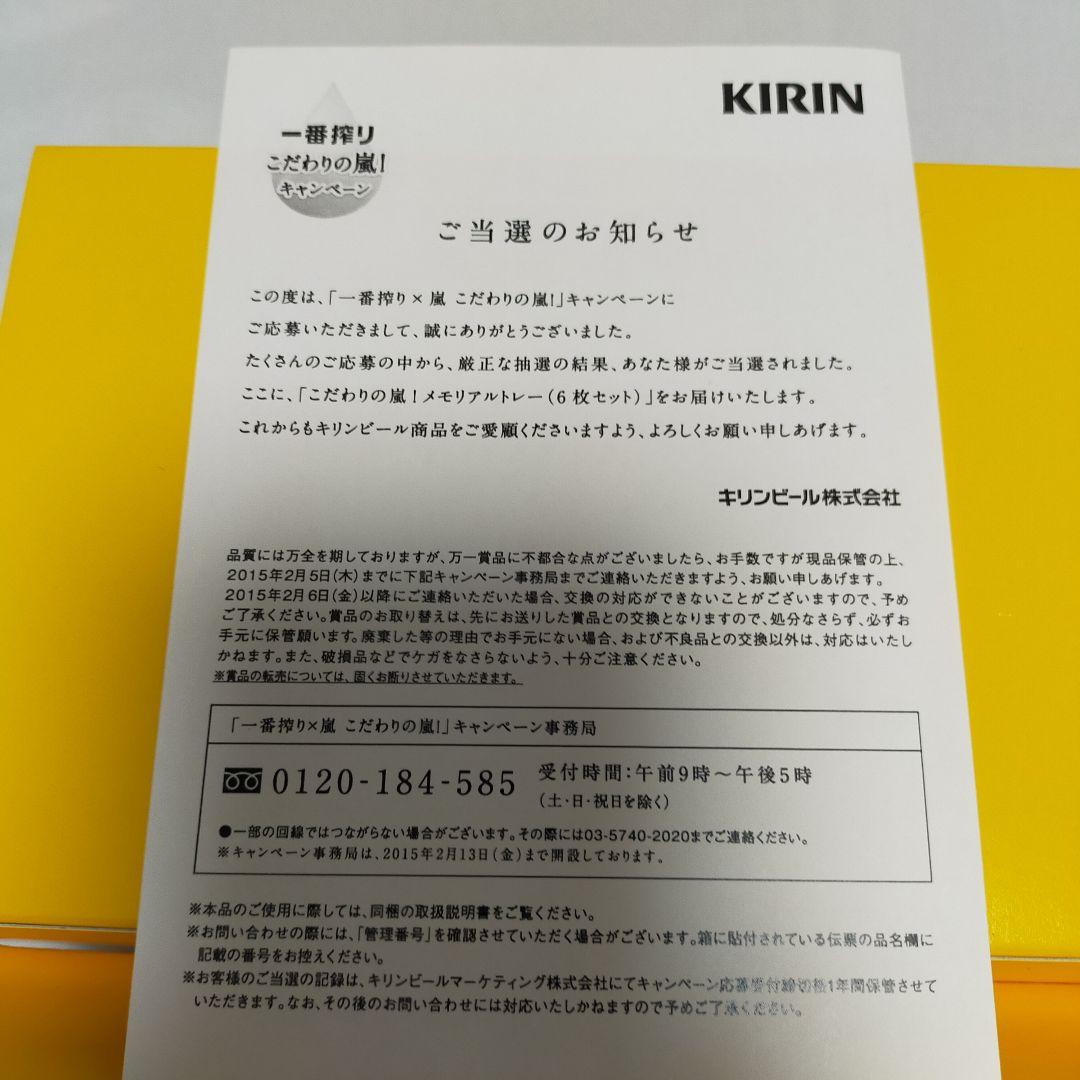 一番搾り
こだわりの嵐!
キャンペーン
KIRIN
ご当選のお知らせ
この度は、「一番搾り×嵐 こだわりの嵐!」キャンペーンに
ご応募いただきまして、誠にありがとうございました。
たくさんのご応募の中から、厳正な抽選の結果、あなた様がご当選されました。
ここに、「こだわりの嵐!メモリアルトレー(6枚セット)」をお届けいたします。
これからもキリンビール商品をご愛顧くださいますよう、よろしくお願い申しあげます。
キリンビール株式会社
品質には万全を期しておりますが、万一賞品に不都合な点がございましたら、お手数ですが現品保管の上、
2015年2月5日(木)までに下記キャンペーン事務局までご連絡いただきますよう、お願い申しあげます。
2015年2月6日(金)以降にご連絡いただいた場合、交換の対応ができないことがございますので、予め
ご了承ください。賞品のお取り替えは、先にお送りした賞品との交換となりますので、処分なさらず、必ずお
手元に保管願います。廃棄した等の理由でお手元にない場合、および不良品との交換以外は、対応はいたし
かねます。また、破損品などでケガをなさらないよう、十分ご注意ください。
※賞品の転売については、固くお断りさせていただきます。
「一番搾り×嵐 こだわりの嵐!」キャンペーン事務局
0120-184-585 受付時間:午前9時〜午後5時
(土・日・祝日を除く)
●一部の回線ではつながらない場合がございます。その際には03-5740-2020までご連絡ください。
※キャンペーン事務局は、2015年2月13日(金)まで開設しております。
※本品のご使用に際しては、同梱の取扱説明書をご覧ください。
※お問い合わせの際には、「管理番号」を確認させていただく場合がございます。箱に貼付されている伝票の品名欄に
記載の番号をお控えください。
※お客様のご当選の記録は、キリンビールマーケティング株式会社にてキャンペーン応募受付締切後1年間保管させて
いただきます。なお、その後のお問い合わせには対応いたしかねますので予めご了承ください。